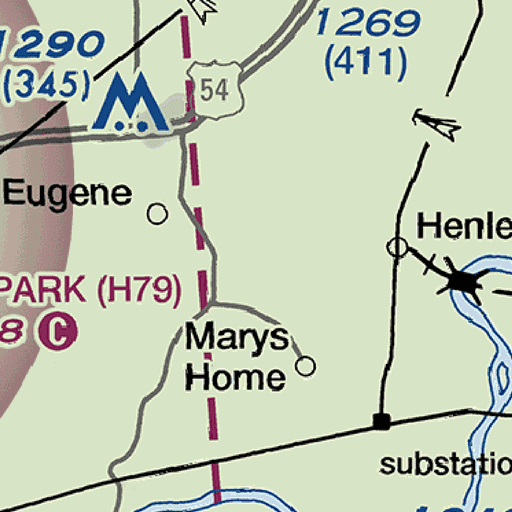 1290
(345)
1269
(411)
54
Eugene
Henle
PARK (H79)
8 C
Marys
Home
substatio